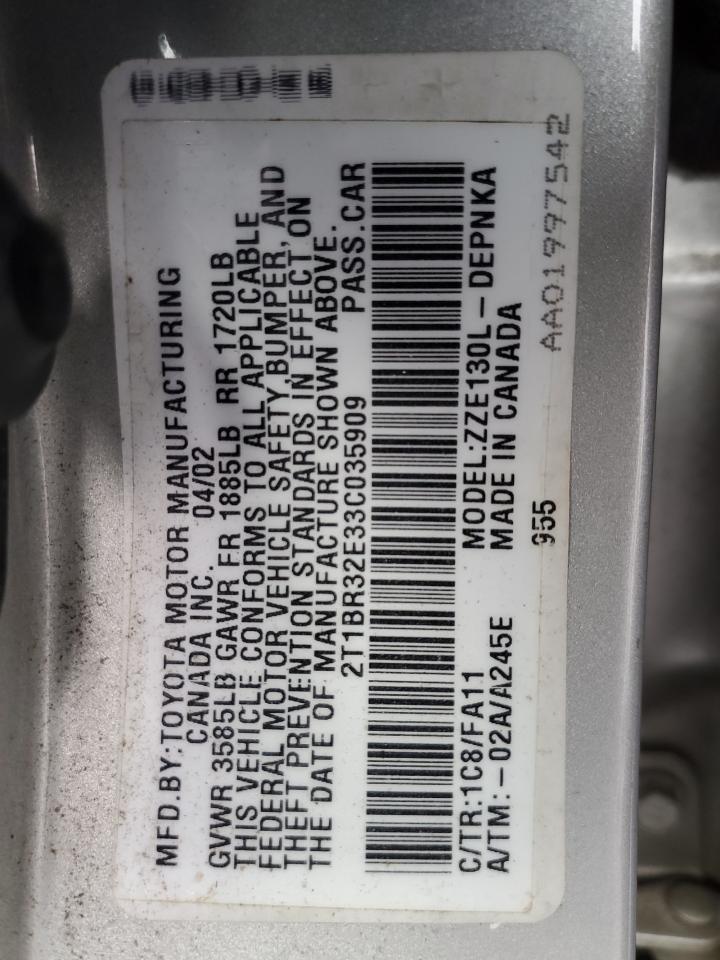 MFD.BY:TOYOTA MOTOR MANUFACTURING
CANADA INC. 04/02
GVWR 3585LB GAWR FR 1885LB RR 1720LB
THIS VEHICLE CONFORMS TO ALL APPLICABLE
FEDERAL MOTOR VEHICLE SAFETY,BUMPER, AND
THEFT PREVENTION STANDARDS IN EFFECT ON
THE DATE OF MANUFACTURE SHOWN ABOVE.
2T1BR32E33C035909 PASS.CAR
C/TR:1C8/FA11 MODEL:ZZE130L-DEPNKA
A/TM:-02A/A245E MADE IN CANADA
955
AA01997542